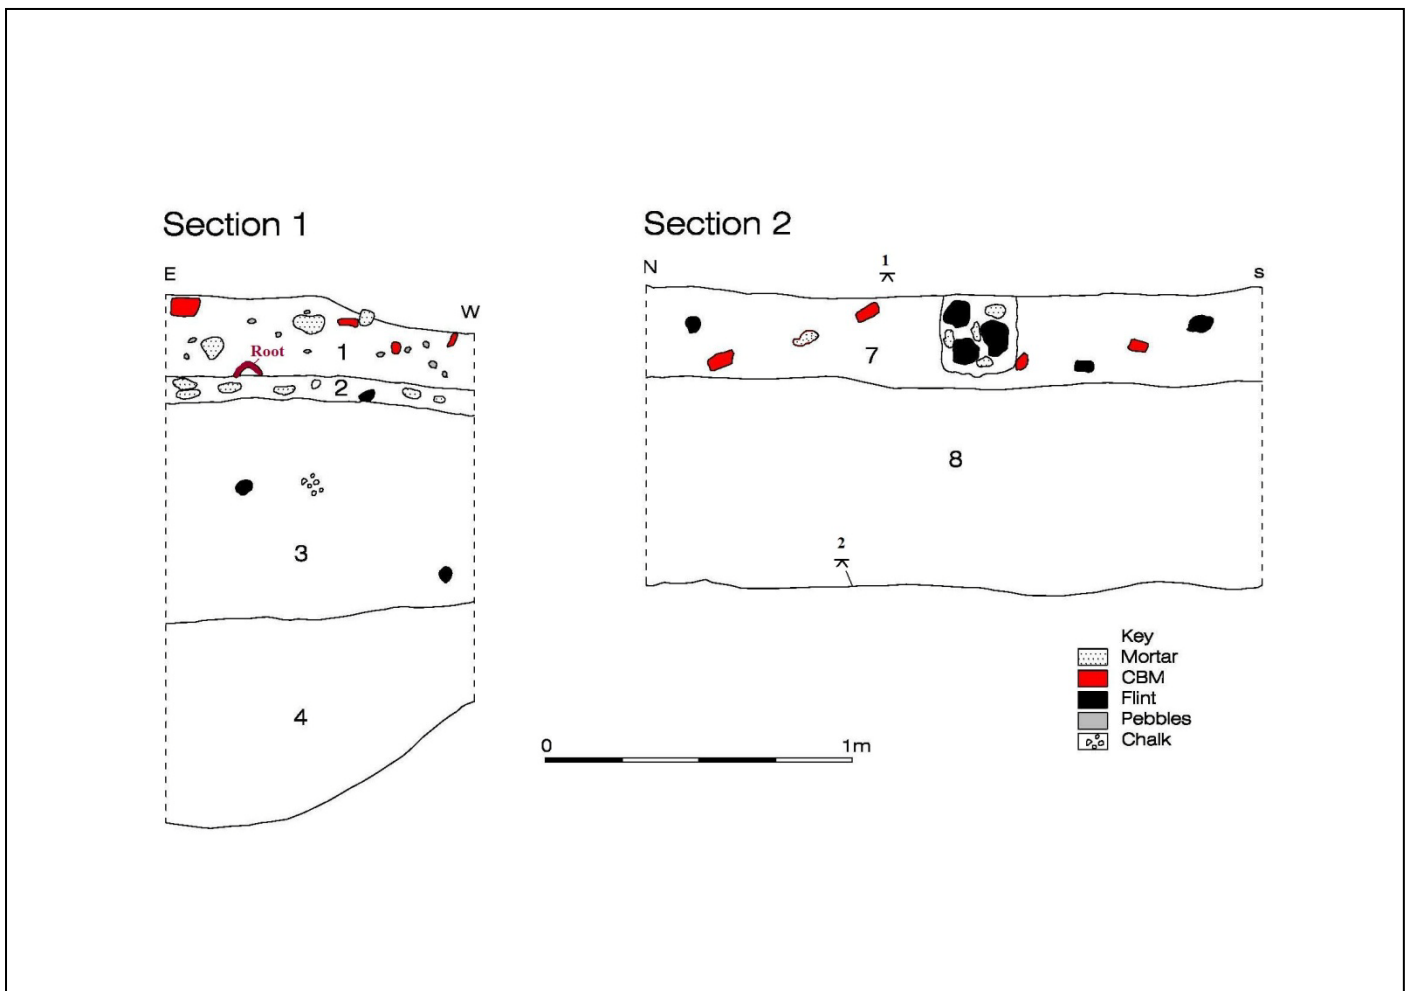 Section 1
Section 2
E
W
N
1
s
Root
1
2
7
3
8
2
4
Key
Mortar
CBM
Flint
Pebbles
Chalk
0 1m